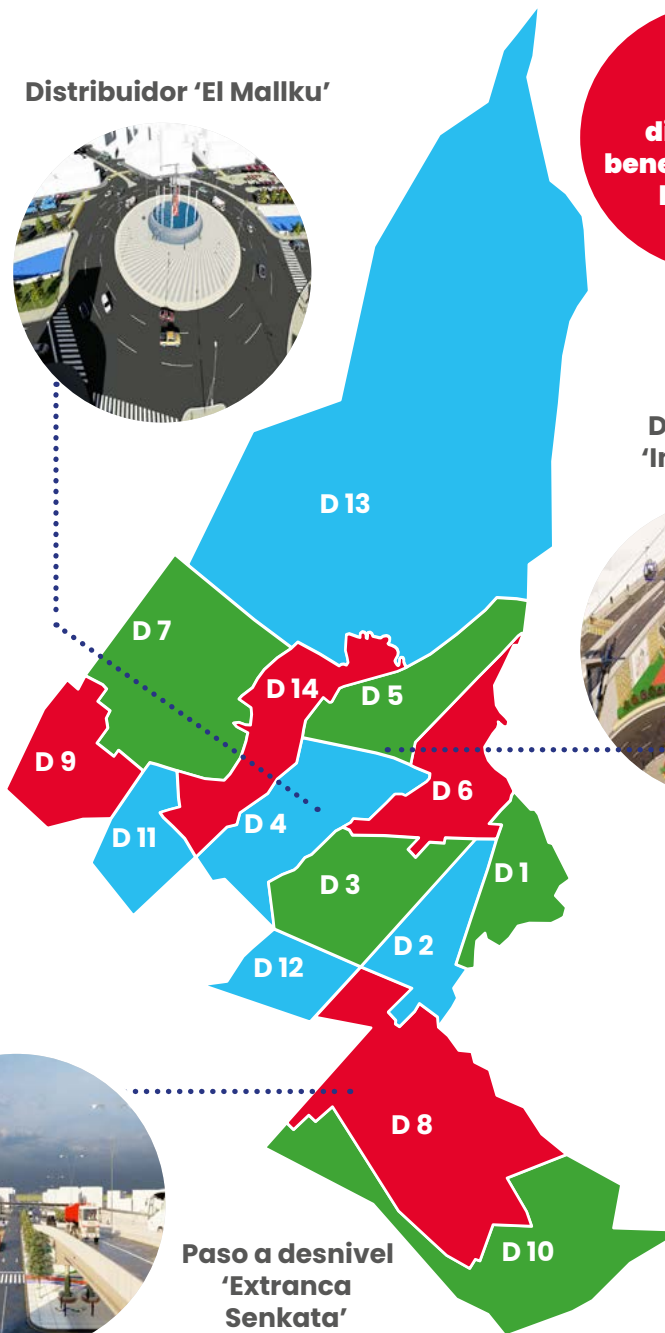 Distribuidor ‘El Mallku’
D 13
D 7
D 14
D 5
D 9
D 6
D 11
D 4
D 1
D 3
D 2
D 12
D 8
D 10
Paso a desnivel
‘Extranca
Senkata’